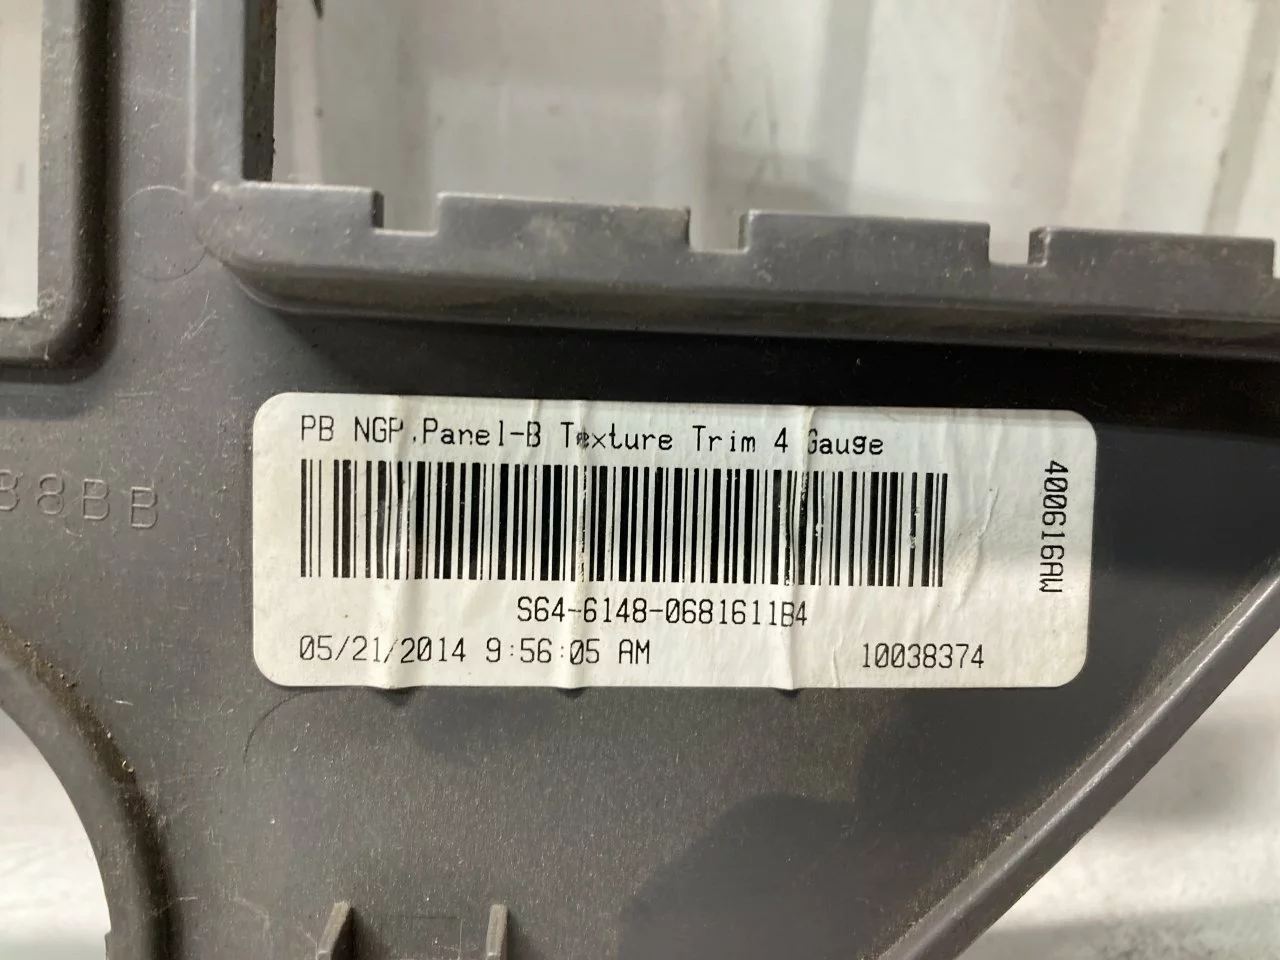 PB NGP,Panel-B Texture Trim 4 Gauge
S64-6148-0681611B4
05/21/2014 9:56:05 AM
10038374
400616AW
88BB